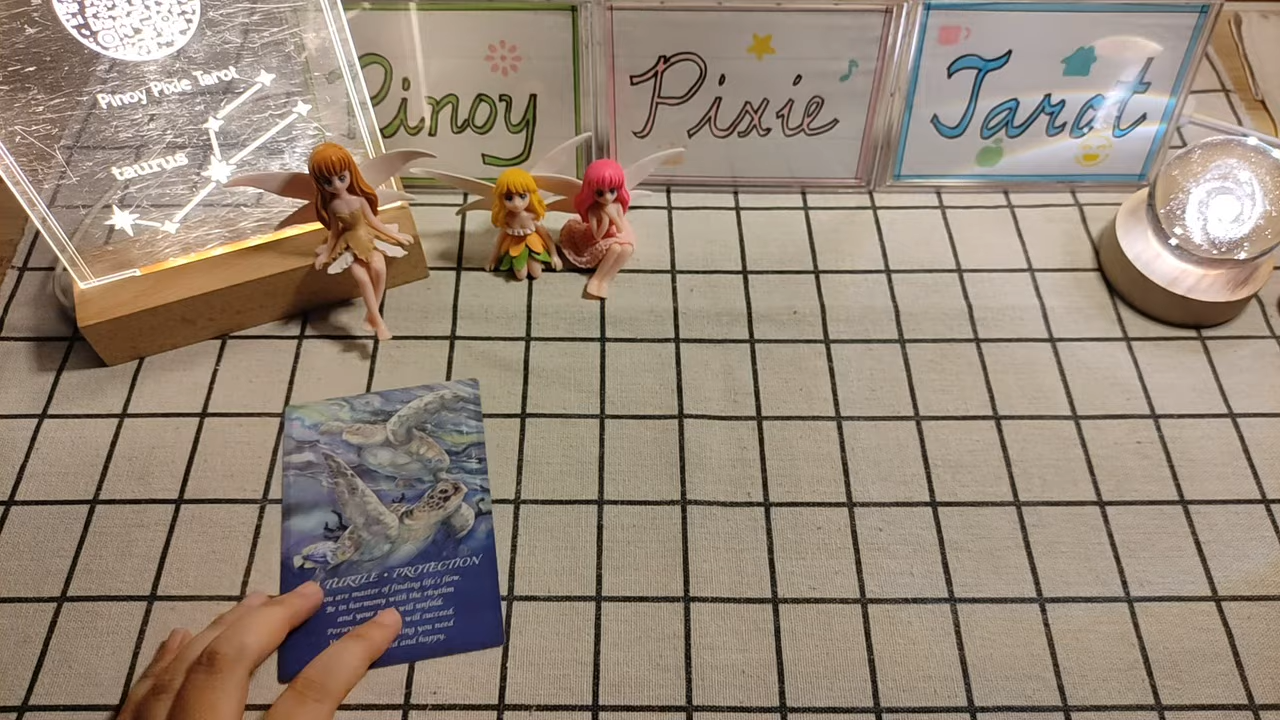 Pinoy Pixie Tarot
taurus
Pinoy
Pixie
Tarot
TURTLE • PROTECTION
You are master of finding life's flow.
Be in harmony with the rhythm
and your will unfold.
will succeed.
you need
and happy.